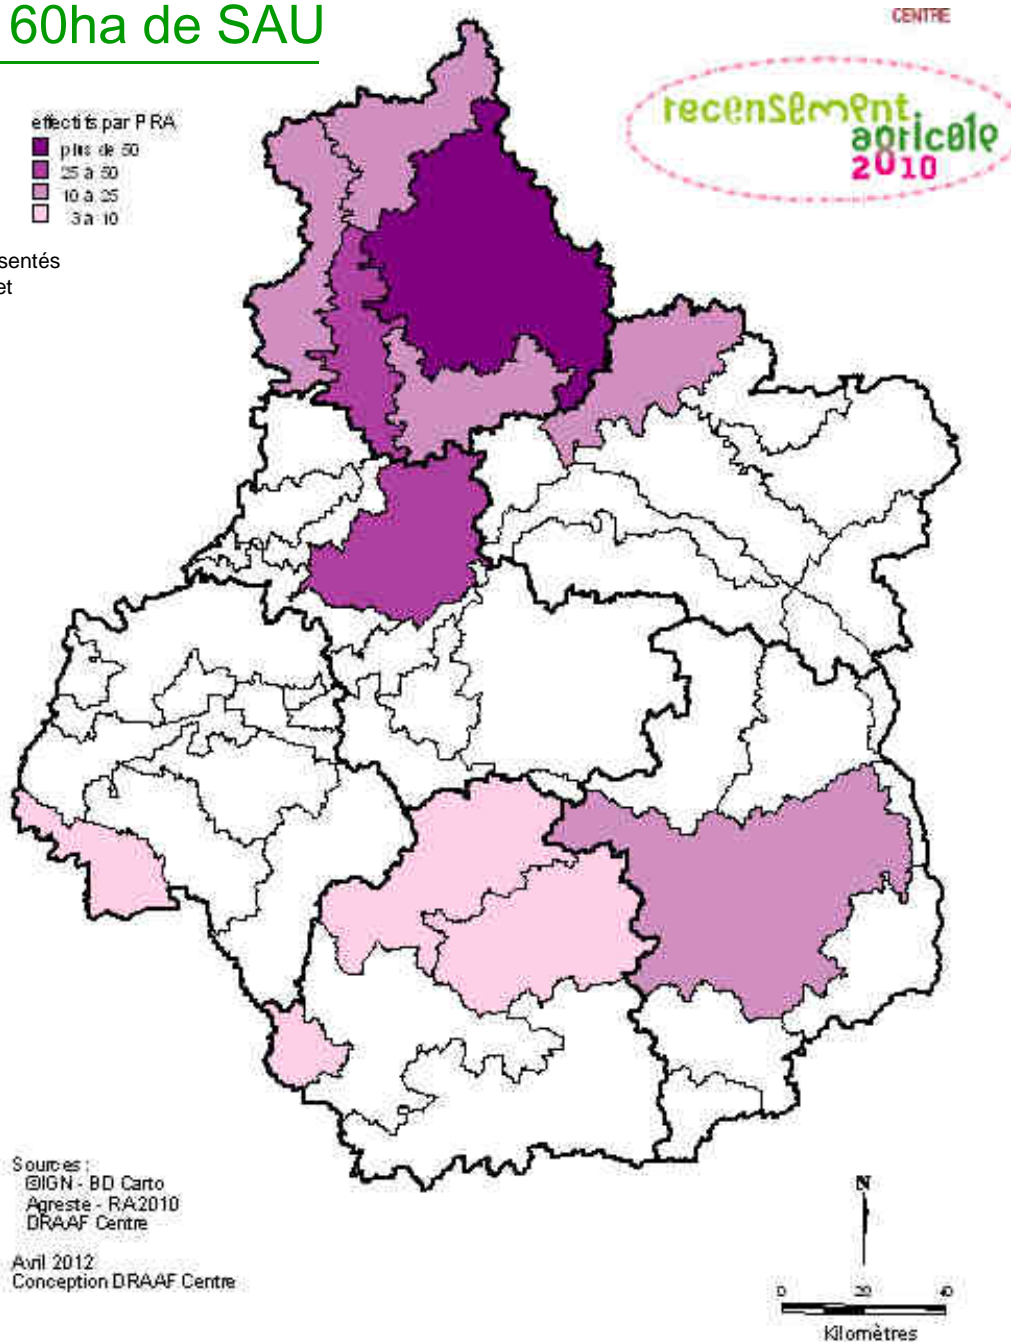 60ha de SAU
CENTRE
recensement
agricole
2010
effectifs par PRA
plus de 50
25 à 50
10 à 25
3 à 10
sentés
et
Sources :
©IGN - BD Carto
Agreste - RA2010
DRAAF Centre
Avril 2012
Conception DRAAF Centre
N
0 20 40
Kilomètres